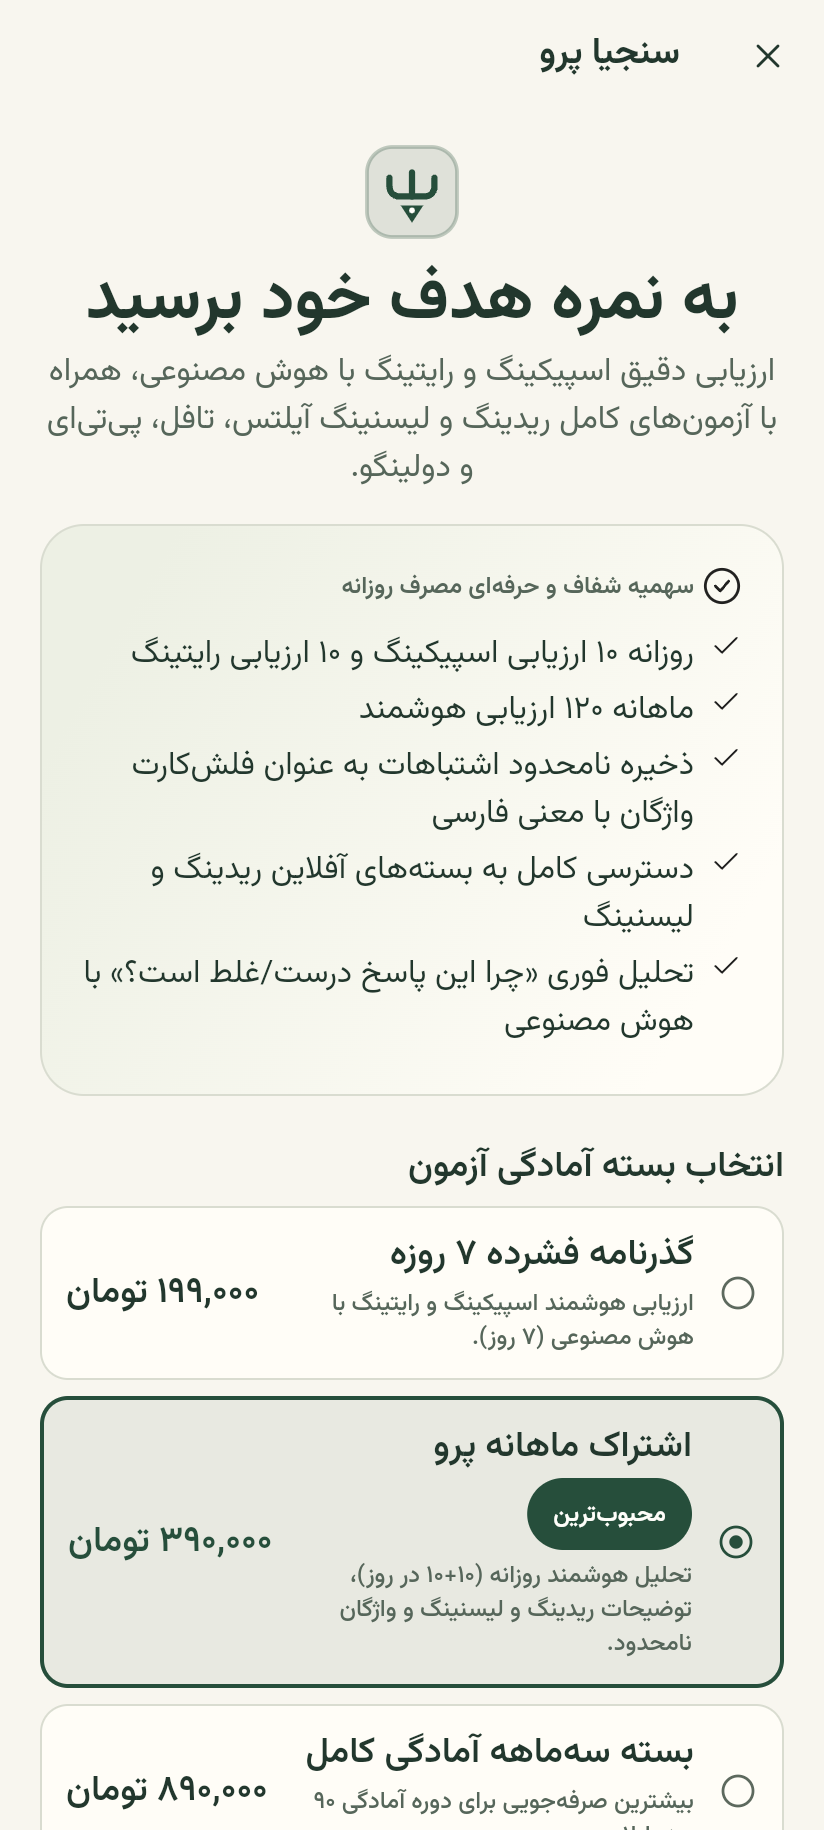 سنجیا پرو
به نمره هدف خود برسید
ارزیابی دقیق اسپیکینگ و رایتینگ با هوش مصنوعی، همراه
با آزمون‌های کامل ریدینگ و لیسنینگ آیلتس، تافل، پی‌تی‌ای
و دولینگو.
سهمیه شفاف و حرفه‌ای مصرف روزانه
روزانه ۱۰ ارزیابی اسپیکینگ و ۱۰ ارزیابی رایتینگ
ماهانه ۱۲۰ ارزیابی هوشمند
ذخیره نامحدود اشتباهات به عنوان فلش‌کارت
واژگان با معنی فارسی
دسترسی کامل به بسته‌های آفلاین ریدینگ و
لیسنینگ
تحلیل فوری «چرا این پاسخ درست/غلط است؟» با
هوش مصنوعی
انتخاب بسته آمادگی آزمون
گذرنامه فشرده ۷ روزه
ارزیابی هوشمند اسپیکینگ و رایتینگ با
هوش مصنوعی (۷ روز).
۱۹۹,۰۰۰ تومان
اشتراک ماهانه پرو
محبوب‌ترین
تحلیل هوشمند روزانه (۱۰+۱۰ در روز)،
توضیحات ریدینگ و لیسنینگ و واژگان
نامحدود.
۳۹۰,۰۰۰ تومان
بسته سه‌ماهه آمادگی کامل
بیشترین صرفه‌جویی برای دوره آمادگی ۹۰
۸۹۰,۰۰۰ تومان